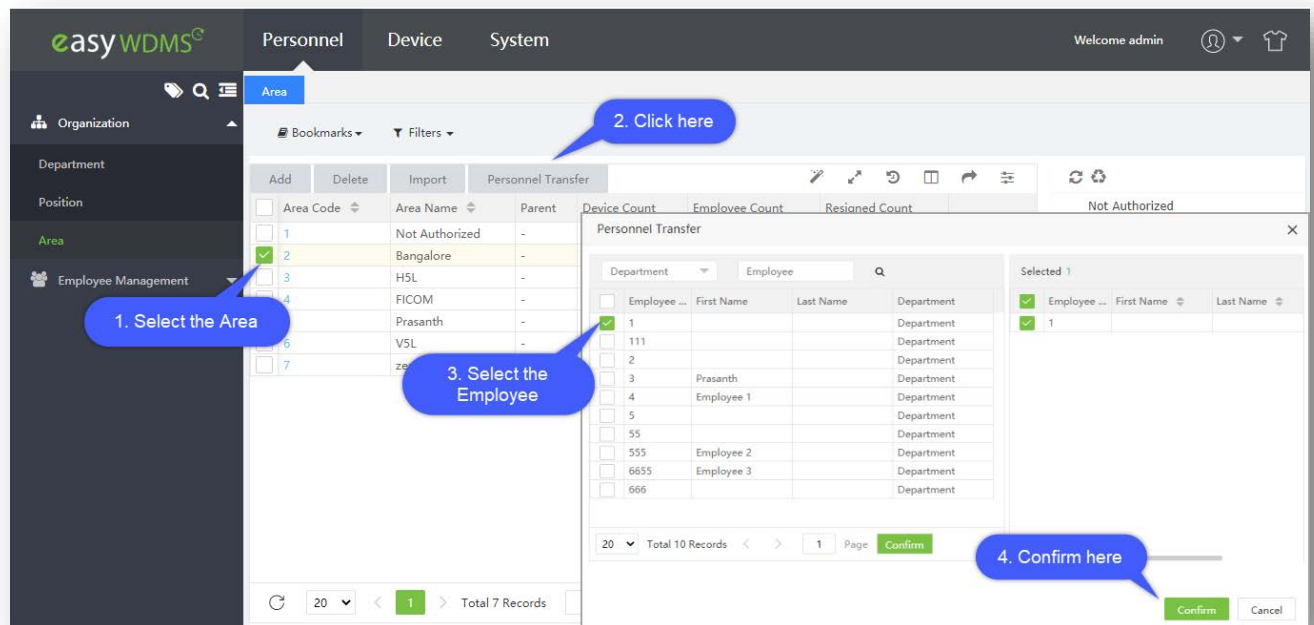 easy WDMS
Personnel Device System
Welcome admin
Area
Organization
Bookmarks Filters
2. Click here
Department
Position
Area
Employee Management
Add Delete Import Personnel Transfer
Area Code Area Name Parent Device Count Employee Count Resigned Count
1 Not Authorized -
2 Bangalore -
3 H5L -
4 FICOM -
Prasanth -
6 V5L -
7
1. Select the Area
Not Authorized
Personnel Transfer
Department Employee
Employee ... First Name Last Name Department
1 Department
111 Department
2 Department
3 Prasanth Department
4 Employee 1 Department
5 Department
55 Department
555 Employee 2 Department
6655 Employee 3 Department
666 Department
3. Select the
Employee
20 Total 10 Records 1 Page Confirm
Selected 1
Employee ... First Name Last Name
1
4. Confirm here
Confirm Cancel
20 1 Total 7 Records